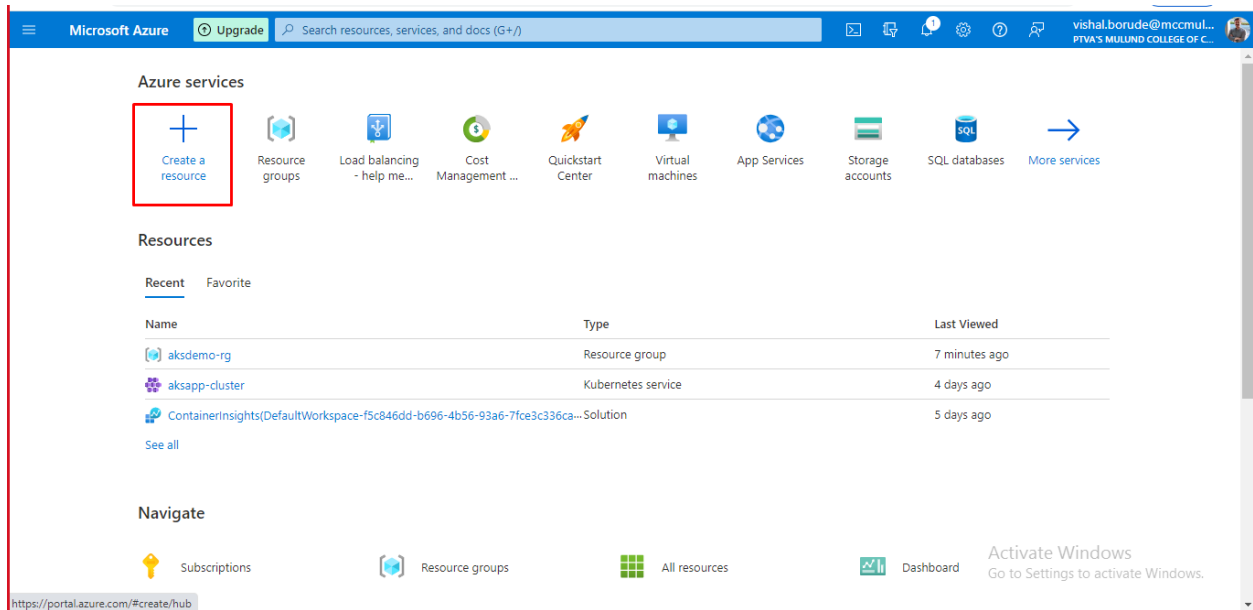 Microsoft Azure
Upgrade
Search resources, services, and docs (G+/)
1
vishal.borude@mccmul...
PTVA'S MULUND COLLEGE OF C...
Azure services
Create a
resource
Resource
groups
Load balancing
- help me...
Cost
Management ...
Quickstart
Center
Virtual
machines
App Services
Storage
accounts
SQL
SQL databases
More services
Resources
Recent Favorite
Name Type Last Viewed
aksdemo-rg Resource group 7 minutes ago
aksapp-cluster Kubernetes service 4 days ago
ContainerInsights(DefaultWorkspace-f5c846dd-b696-4b56-93a6-7fce3c336ca... Solution 5 days ago
See all
Navigate
Subscriptions Resource groups All resources Dashboard
Activate Windows
Go to Settings to activate Windows.
https://portal.azure.com/#create/hub